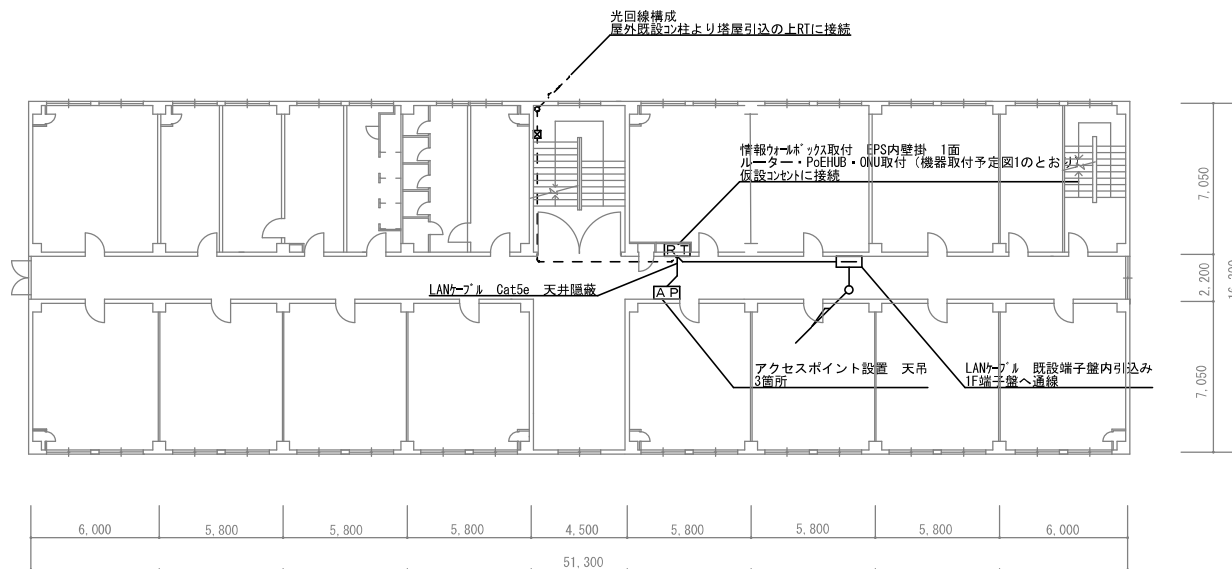 光回線構成
屋外既設ｺﾝ柱より塔屋引込の上RTに接続
情報ｳｫｰﾙﾎﾞｯｸｽ取付　EPS内壁掛　1面
ルーター・PoEHUB・ONU取付（機器取付予定図1のとおり）
仮設ｺﾝｾﾝﾄに接続
7,050
RT
2,200
LANｹｰﾌﾞﾙ　Cat5e　天井隠蔽
AP
アクセスポイント設置　天吊
3箇所
LANｹｰﾌﾞﾙ　既設端子盤内引込み
1F端子盤へ通線
7,050
6,000
5,800
5,800
5,800
4,500
5,800
5,800
5,800
6,000
51,300